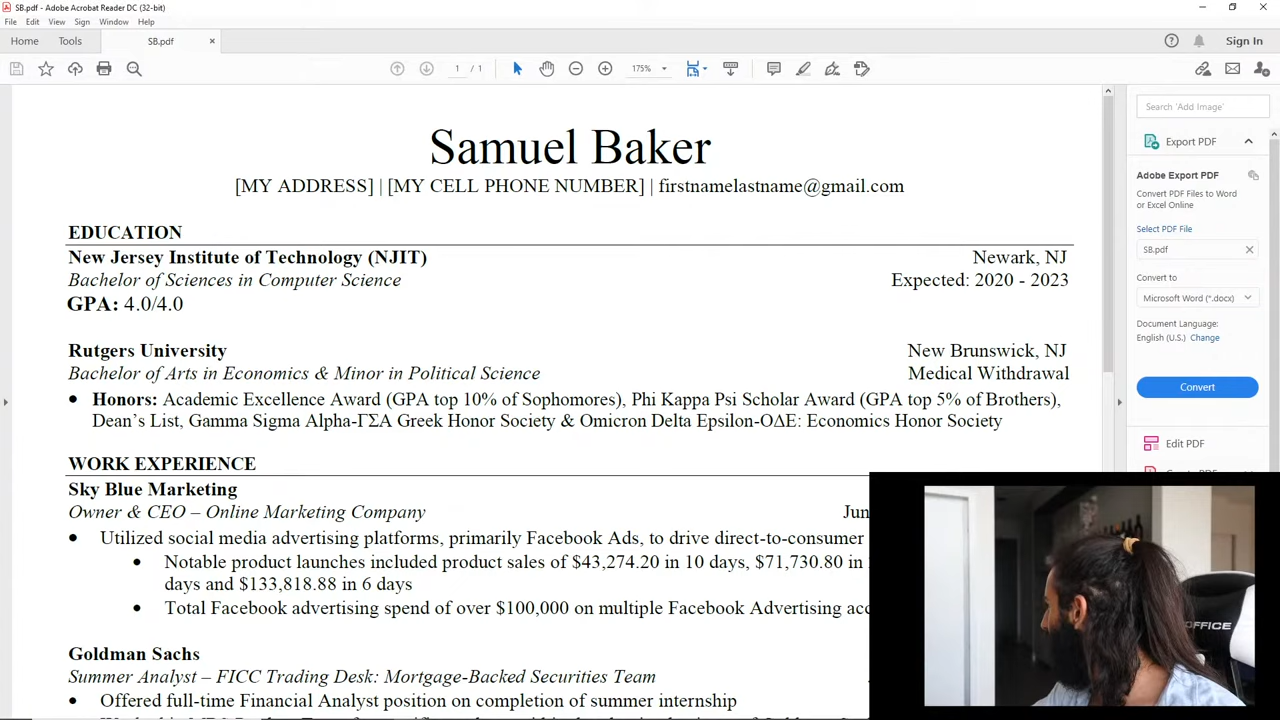 SB.pdf - Adobe Acrobat Reader DC (32-bit)
File Edit View Sign Window Help
Home Tools SB.pdf Sign In
1 / 1 175%
Samuel Baker
[MY ADDRESS] | [MY CELL PHONE NUMBER] | firstnamelastname@gmail.com
EDUCATION
New Jersey Institute of Technology (NJIT) Newark, NJ
Bachelor of Sciences in Computer Science Expected: 2020 - 2023
GPA: 4.0/4.0
Rutgers University New Brunswick, NJ
Bachelor of Arts in Economics & Minor in Political Science Medical Withdrawal
• Honors: Academic Excellence Award (GPA top 10% of Sophomores), Phi Kappa Psi Scholar Award (GPA top 5% of Brothers),
Dean's List, Gamma Sigma Alpha-ΓΣΑ Greek Honor Society & Omicron Delta Epsilon-ΟΔΕ: Economics Honor Society
WORK EXPERIENCE
Sky Blue Marketing
Owner & CEO – Online Marketing Company Jun
• Utilized social media advertising platforms, primarily Facebook Ads, to drive direct-to-consumer
• Notable product launches included product sales of $43,274.20 in 10 days, $71,730.80 in
days and $133,818.88 in 6 days
• Total Facebook advertising spend of over $100,000 on multiple Facebook Advertising acc
Goldman Sachs
Summer Analyst – FICC Trading Desk: Mortgage-Backed Securities Team
• Offered full-time Financial Analyst position on completion of summer internship
Search 'Add Image'
Export PDF
Adobe Export PDF
Convert PDF Files to Word
or Excel Online
Select PDF File
SB.pdf
Convert to
Microsoft Word (*.docx)
Document Language:
English (U.S.) Change
Convert
Edit PDF
OFFICE